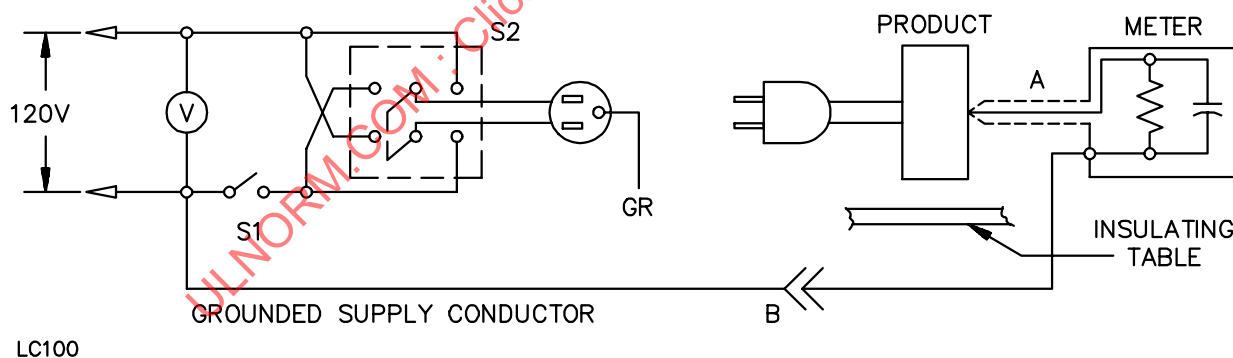 PRODUCT
METER
S2
A
120V
V
GR
S1
INSULATING
TABLE
GROUNDED SUPPLY CONDUCTOR
B
LC100
ULNORM.COM : Clic